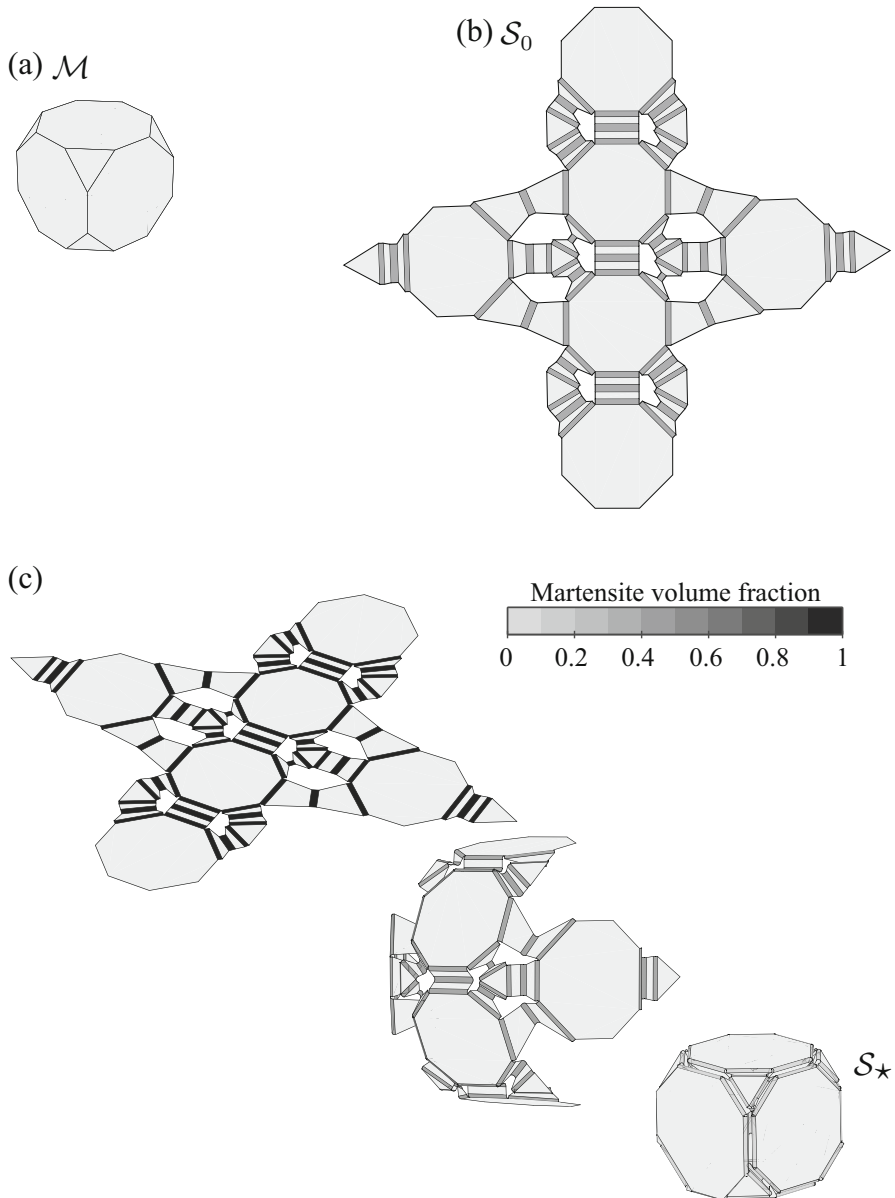 (a) ℳ
(b) 𝒮₀
(c)
Martensite volume fraction
0 0.2 0.4 0.6 0.8 1
𝒮⋆